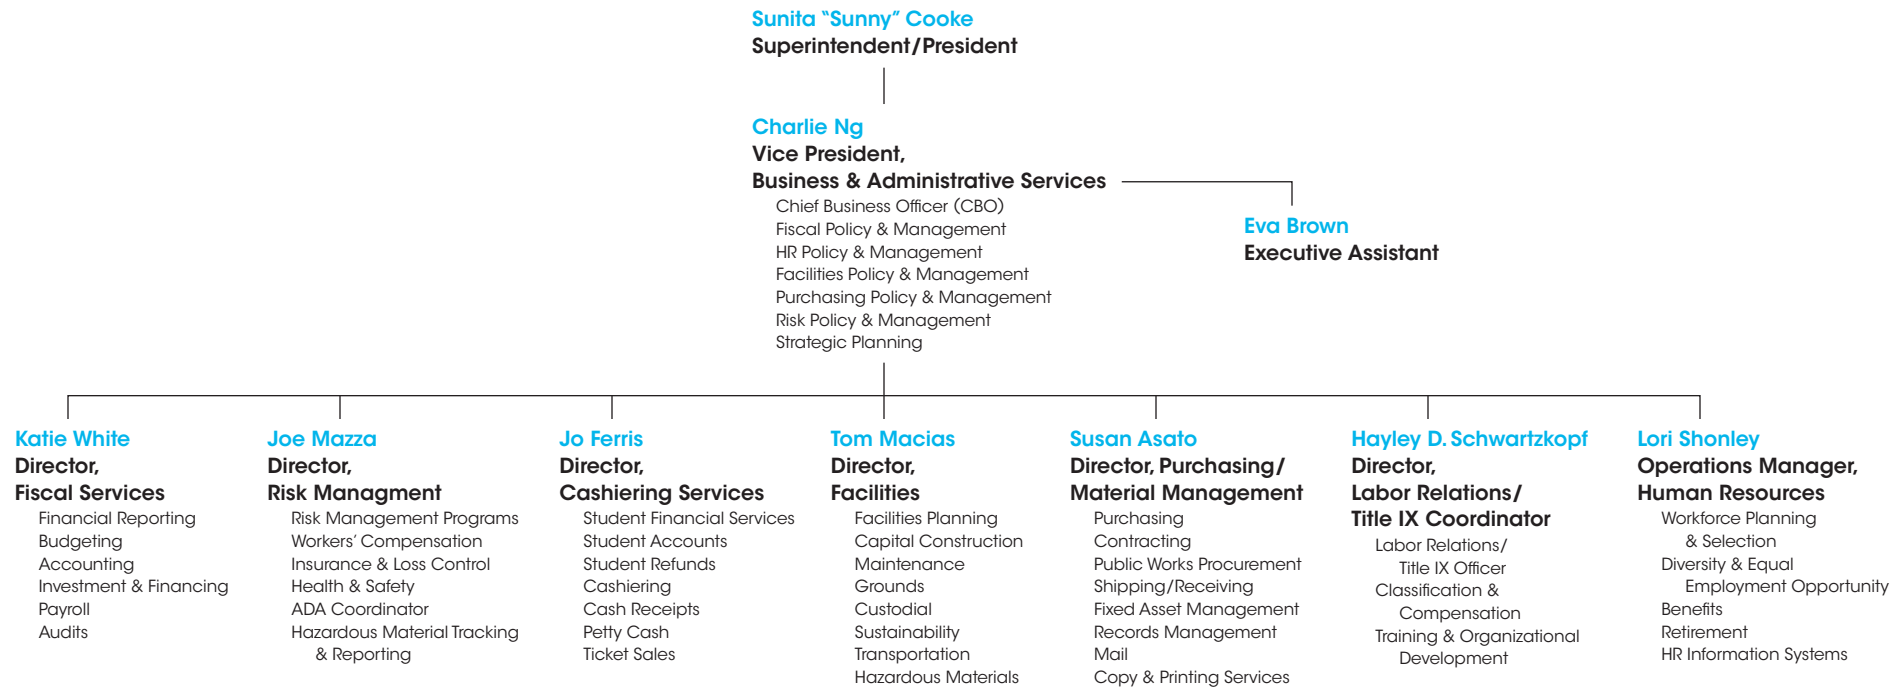 Sunita “Sunny” Cooke
Superintendent/President
Charlie Ng
Vice President,
Business & Administrative Services
Chief Business Officer (CBO)
Fiscal Policy & Management
HR Policy & Management
Facilities Policy & Management
Purchasing Policy & Management
Risk Policy & Management
Strategic Planning
Eva Brown
Executive Assistant
Katie White
Director,
Fiscal Services
Financial Reporting
Budgeting
Accounting
Investment & Financing
Payroll
Audits
Joe Mazza
Director,
Risk Managment
Risk Management Programs
Workers’ Compensation
Insurance & Loss Control
Health & Safety
ADA Coordinator
Hazardous Material Tracking
& Reporting
Jo Ferris
Director,
Cashiering Services
Student Financial Services
Student Accounts
Student Refunds
Cashiering
Cash Receipts
Petty Cash
Ticket Sales
Tom Macias
Director,
Facilities
Facilities Planning
Capital Construction
Maintenance
Grounds
Custodial
Sustainability
Transportation
Hazardous Materials
Susan Asato
Director, Purchasing/
Material Management
Purchasing
Contracting
Public Works Procurement
Shipping/Receiving
Fixed Asset Management
Records Management
Mail
Copy & Printing Services
Hayley D. Schwartzkopf
Director,
Labor Relations/
Title IX Coordinator
Labor Relations/
Title IX Officer
Classification &
Compensation
Training & Organizational
Development
Lori Shonley
Operations Manager,
Human Resources
Workforce Planning
& Selection
Diversity & Equal
Employment Opportunity
Benefits
Retirement
HR Information Systems